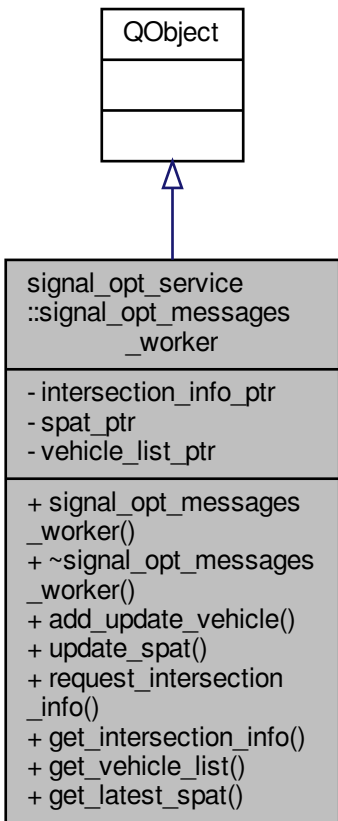 QObject
signal_opt_service
::signal_opt_messages
_worker
- intersection_info_ptr
- spat_ptr
- vehicle_list_ptr
+ signal_opt_messages
_worker()
+ ~signal_opt_messages
_worker()
+ add_update_vehicle()
+ update_spat()
+ request_intersection
_info()
+ get_intersection_info()
+ get_vehicle_list()
+ get_latest_spat()